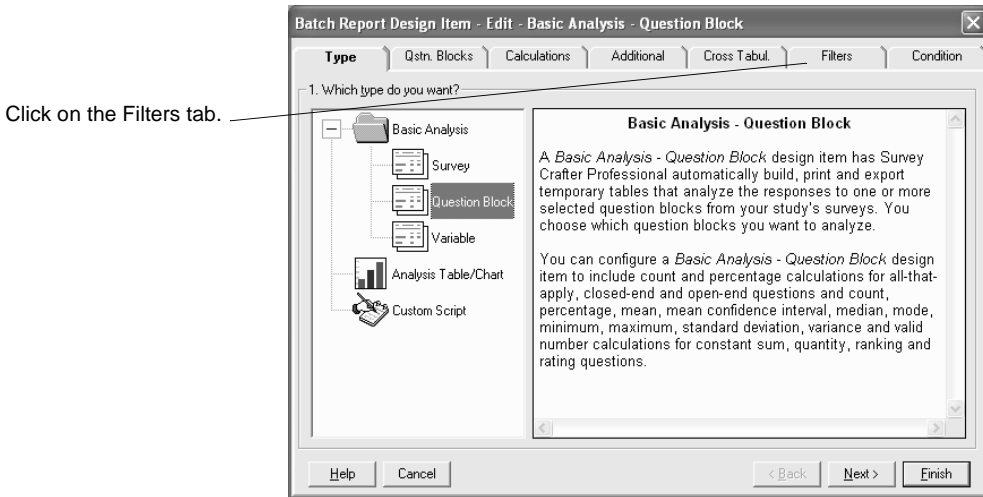 Batch Report Design Item - Edit - Basic Analysis - Question Block
Type Qstn. Blocks Calculations Additional Cross Tabul. Filters Condition
Click on the Filters tab.
1. Which type do you want?
Basic Analysis
Survey
Question Block
Variable
Analysis Table/Chart
Custom Script
Basic Analysis - Question Block
A Basic Analysis - Question Block design item has Survey
Crafter Professional automatically build, print and export
temporary tables that analyze the responses to one or more
selected question blocks from your study's surveys. You
choose which question blocks you want to analyze.
You can configure a Basic Analysis - Question Block design
item to include count and percentage calculations for all-that-
apply, closed-end and open-end questions and count,
percentage, mean, mean confidence interval, median, mode,
minimum, maximum, standard deviation, variance and valid
number calculations for constant sum, quantity, ranking and
rating questions.
Help Cancel < Back Next > Finish